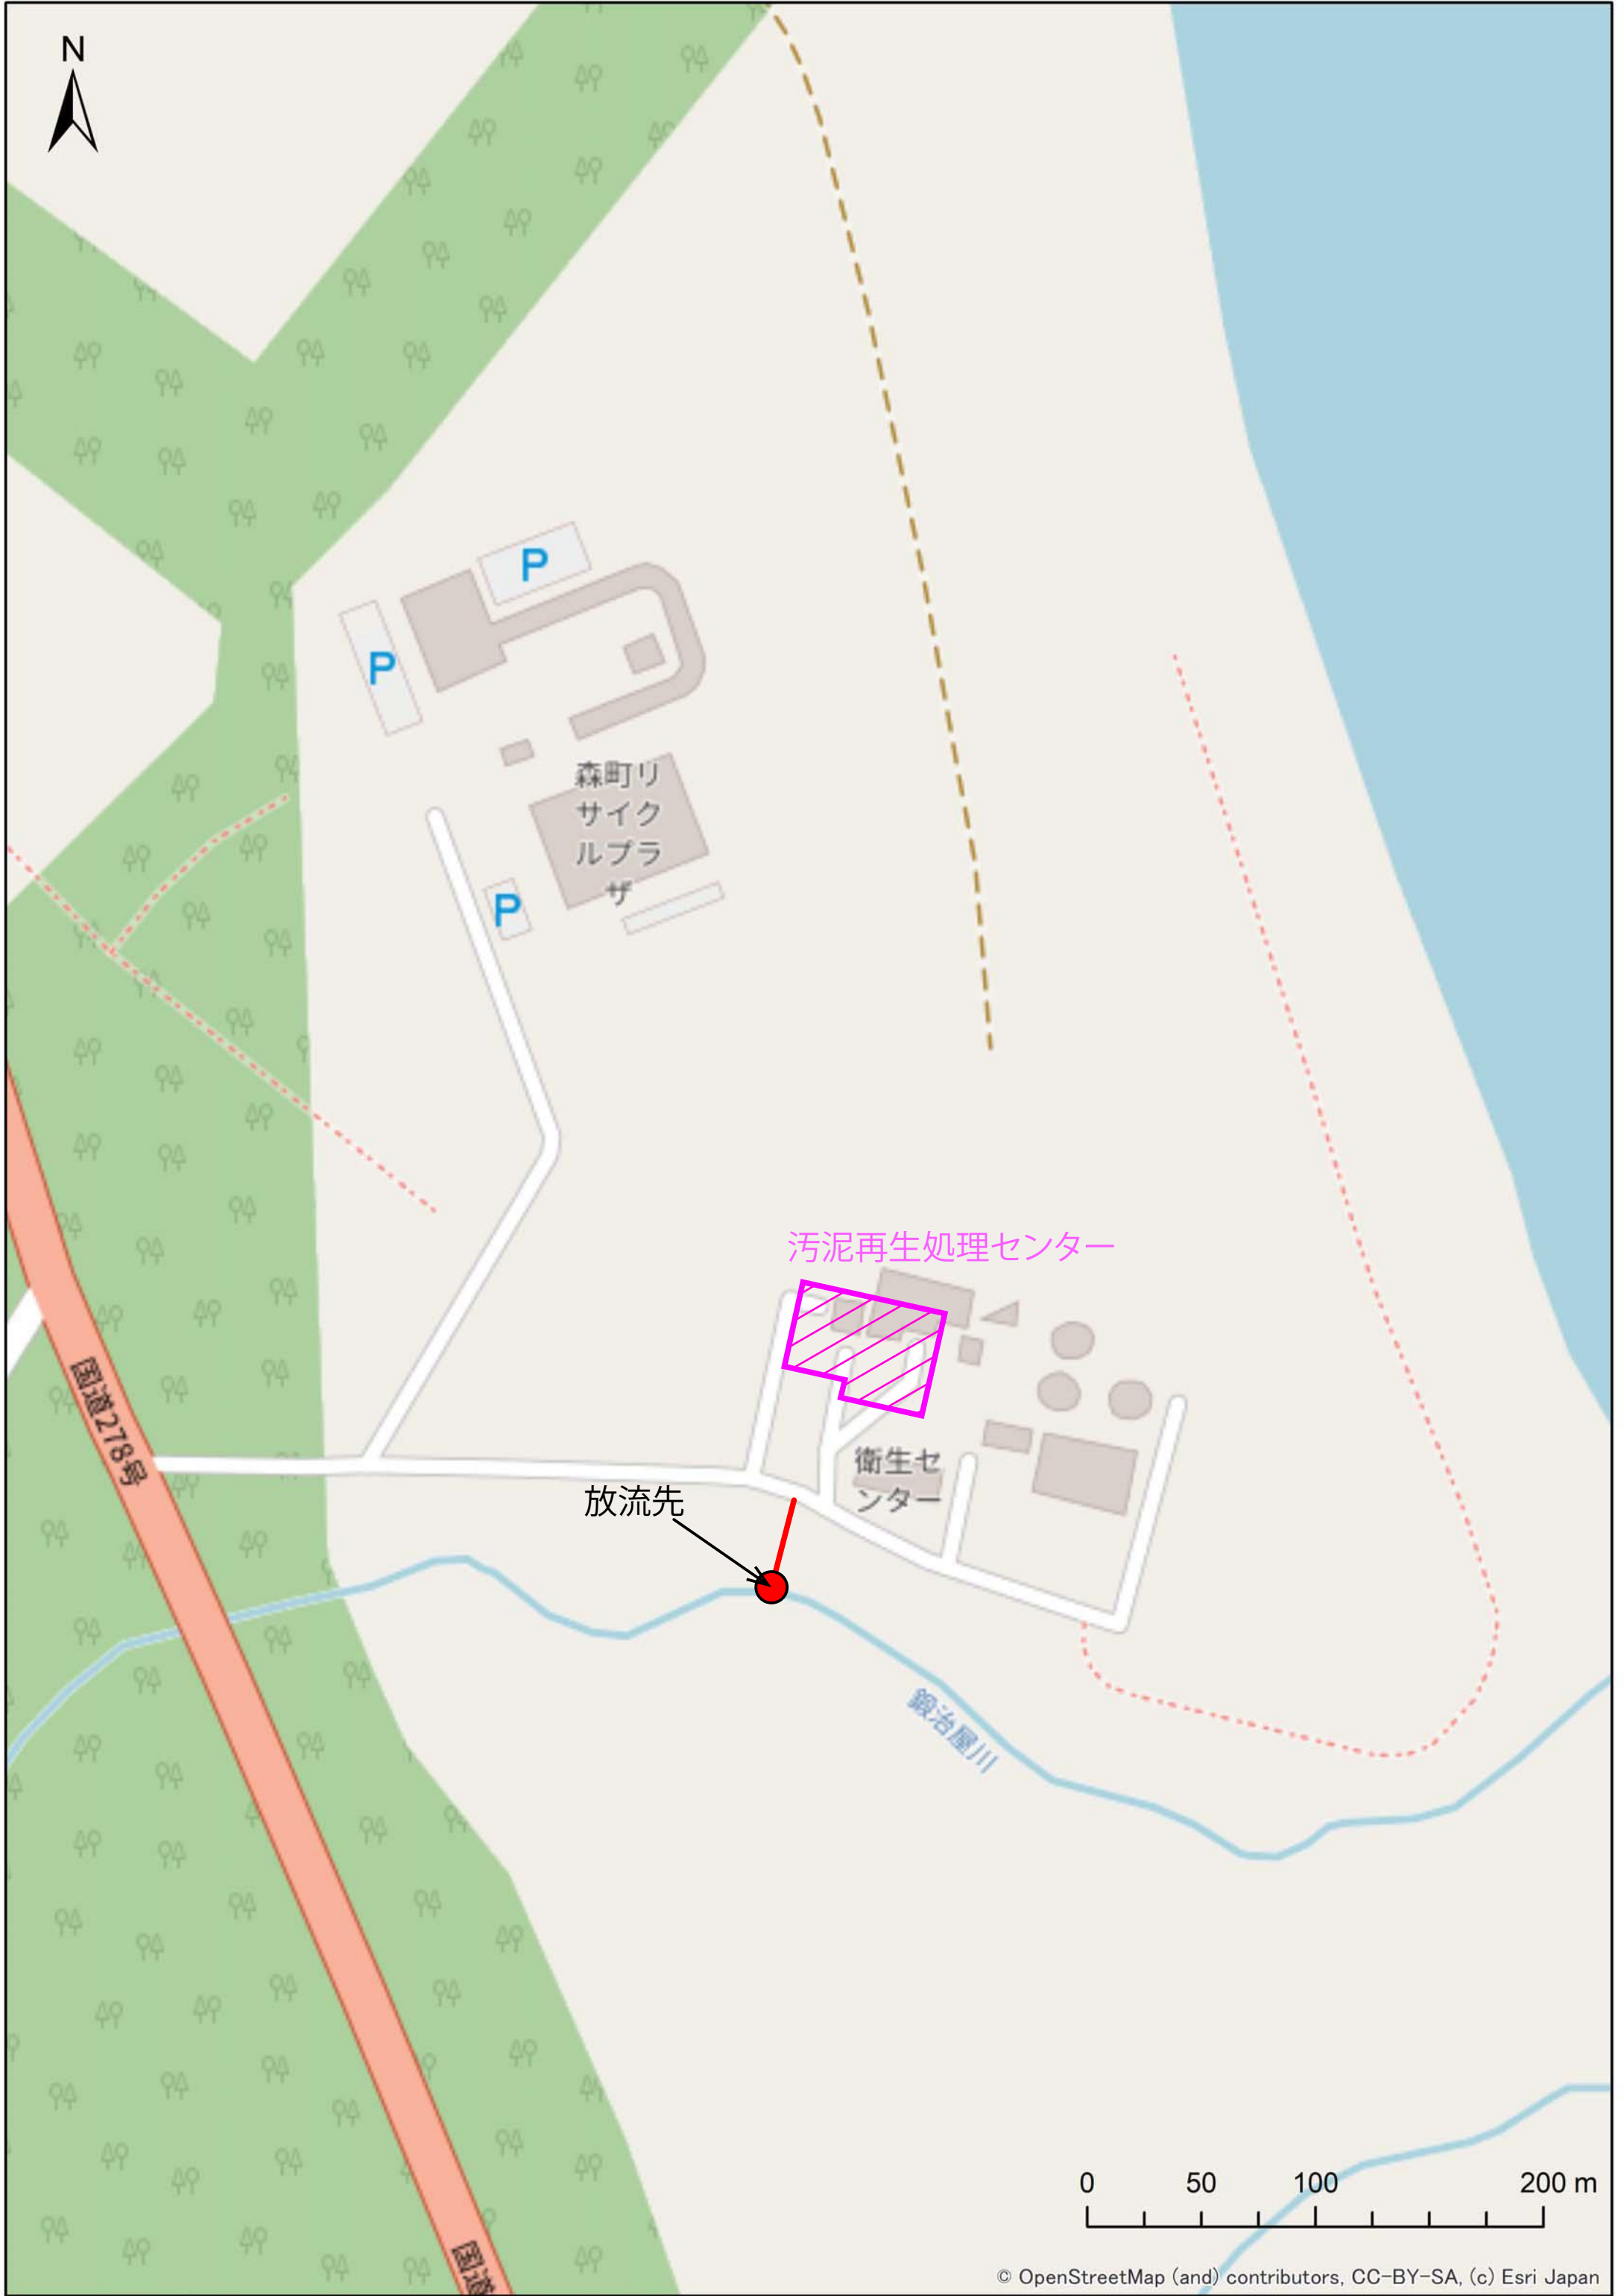 N
P
P
森町リ
サイク
ルプラ
ザ
P
汚泥再生処理センター
国道278号
衛生セ
ンター
放流先
鍛治屋川
0 50 100 200 m
国道
© OpenStreetMap (and) contributors, CC-BY-SA, (c) Esri Japan